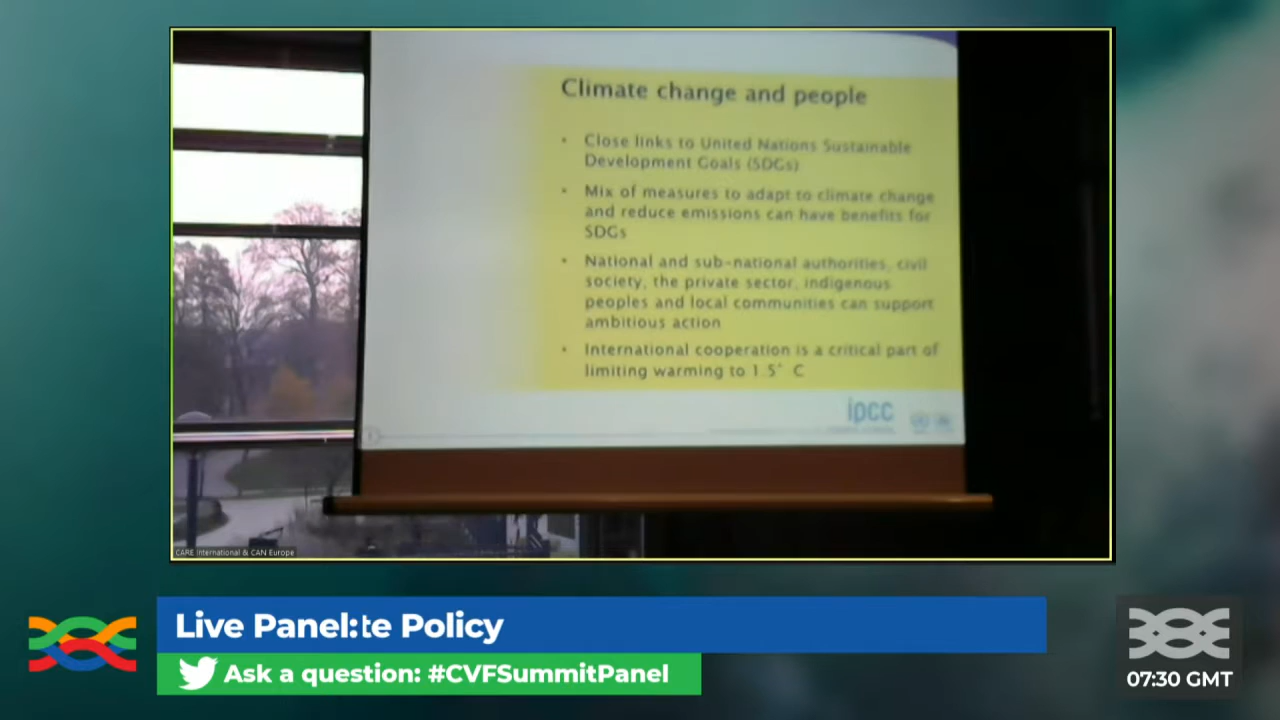 Climate change and people
• Close links to United Nations Sustainable
Development Goals (SDGs)
• Mix of measures to adapt to climate change
and reduce emissions can have benefits for
SDGs
• National and sub-national authorities, civil
society, the private sector, indigenous
peoples and local communities can support
ambitious action
• International cooperation is a critical part of
limiting warming to 1.5° C
ipcc
CARE International & CAN Europe
Live Panel:te Policy
Ask a question: #CVFSummitPanel
07:30 GMT